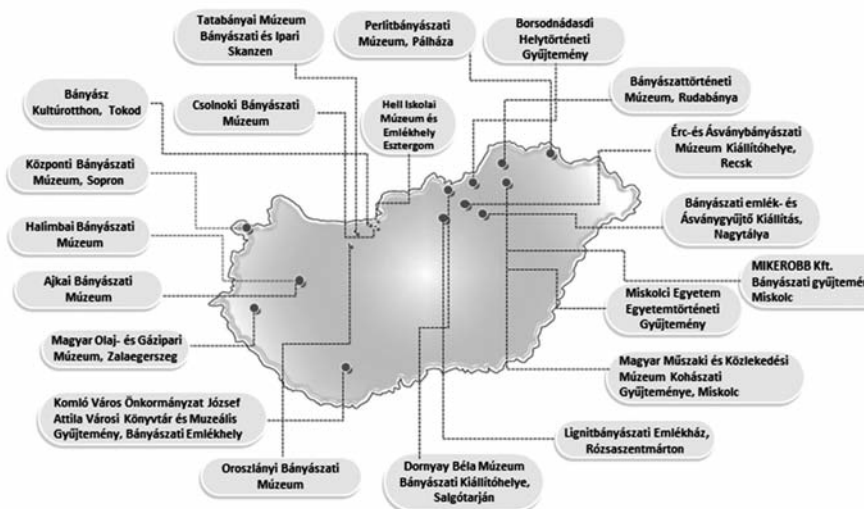 Tatabányai Múzeum
Bányászati és Ipari
Skanzen
Perlitbányászati
Múzeum, Pálháza
Borsodnádasdi
Helytörténeti
Gyűjtemény
Bányász
Kultúrotthon, Tokod
Csolnoki Bányászati
Múzeum
Hell Iskolai
Múzeum és
Emlékhely
Esztergom
Bányászattörténeti
Múzeum, Rudabánya
Központi Bányászati
Múzeum, Sopron
Érc-és Ásványbányászati
Múzeum Kiállítóhelye,
Recsk
Halimbai Bányászati
Múzeum
Bányászati emlék- és
Ásványgyűjtő Kiállítás,
Nagytálya
Ajkai Bányászati
Múzeum
MIKEROBB Kft.
Bányászati gyűjtemén
Miskolc
Miskolci Egyetem
Egyetemtörténeti
Gyűjtemény
Magyar Olaj- és Gázipari
Múzeum, Zalaegerszeg
Magyar Műszaki és Közlekedési
Múzeum Kohászati
Gyűjteménye, Miskolc
Komló Város Önkormányzat József
Attila Városi Könyvtár és Muzeális
Gyűjtemény, Bányászati Emlékhely
Lignitbányászati Emlékház,
Rózsaszentmárton
Oroszlányi Bányászati
Múzeum
Dornyay Béla Múzeum
Bányászati Kiállítóhelye,
Salgótarján